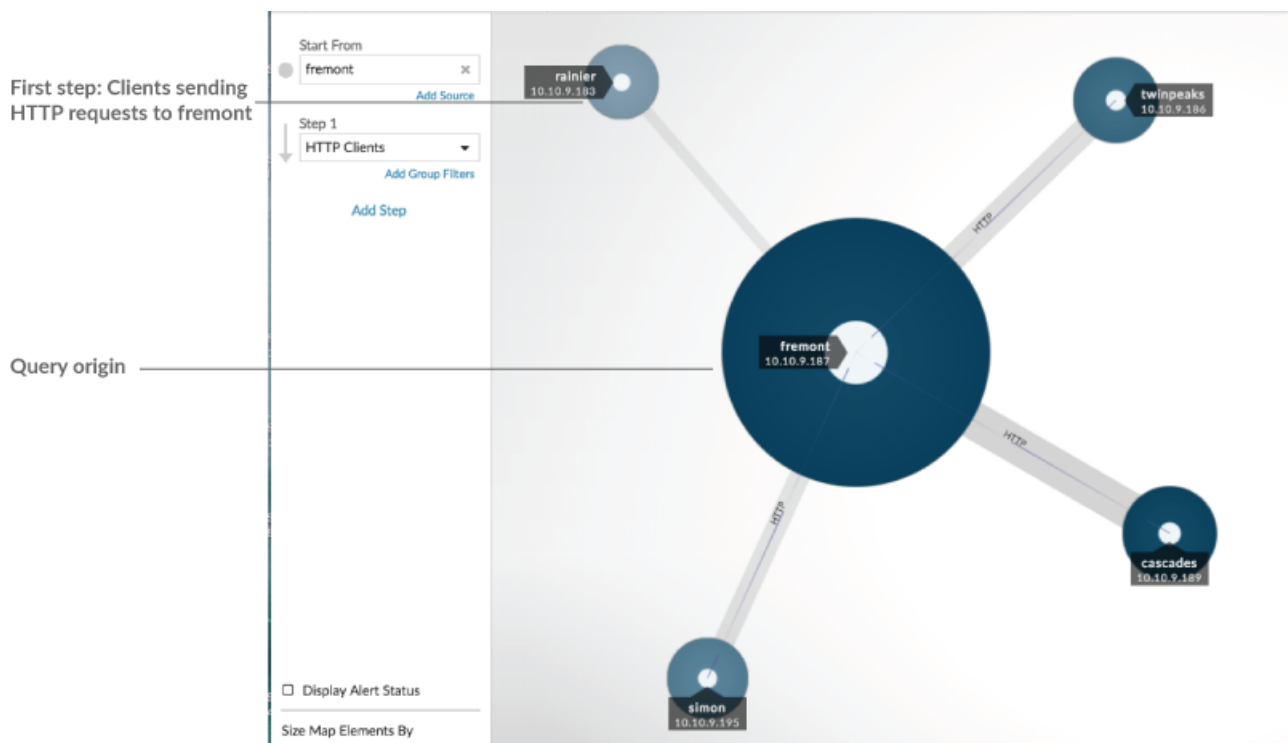 First step: Clients sending
HTTP requests to fremont
Query origin
Start From
fremont
Add Source
Step 1
HTTP Clients
Add Group Filters
Add Step
Display Alert Status
Size Map Elements By
rainier
10.10.9.183
twinpeaks
10.10.9.186
HTTP
fremont
10.10.9.187
HTTP
cascades
10.10.9.189
HTTP
simon
10.10.9.195